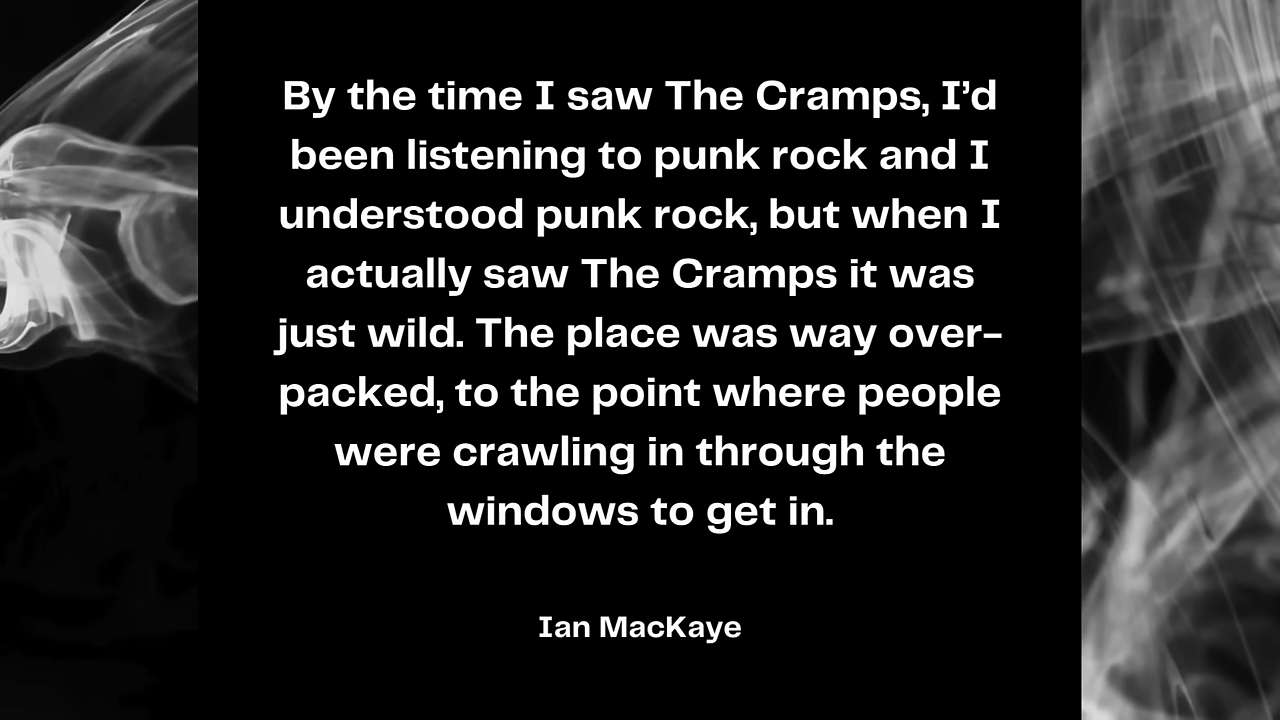 By the time I saw The Cramps, I’d
been listening to punk rock and I
understood punk rock, but when I
actually saw The Cramps it was
just wild. The place was way over-
packed, to the point where people
were crawling in through the
windows to get in.
Ian MacKaye